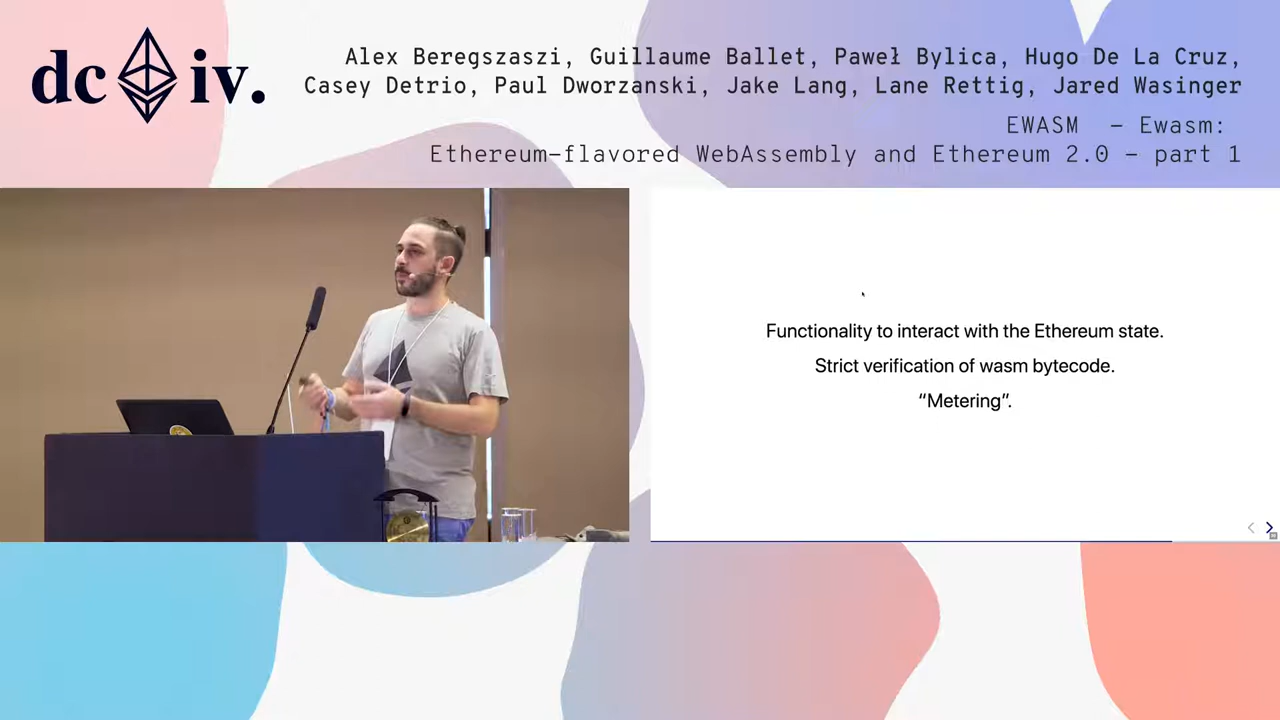 dc iv.
Alex Beregszaszi, Guillaume Ballet, Paweł Bylica, Hugo De La Cruz,
Casey Detrio, Paul Dworzanski, Jake Lang, Lane Rettig, Jared Wasinger
EWASM – Ewasm:
Ethereum-flavored WebAssembly and Ethereum 2.0 – part 1
Functionality to interact with the Ethereum state.
Strict verification of wasm bytecode.
“Metering”.